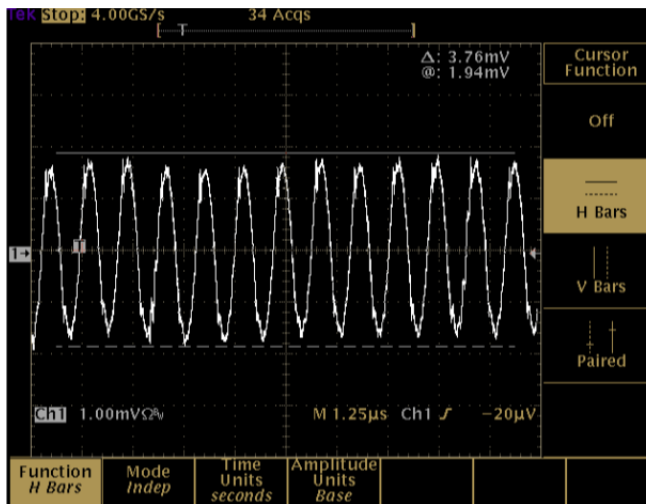 Tek Stop: 4.00GS/s 34 Acqs
T
Δ: 3.76mV
@: 1.94mV
Cursor
Function
Off
H Bars
V Bars
Paired
1→
T
Ch1 1.00mVΩ M 1.25µs Ch1 -20µV
Function
H Bars
Mode
Indep
Time
Units
seconds
Amplitude
Units
Base